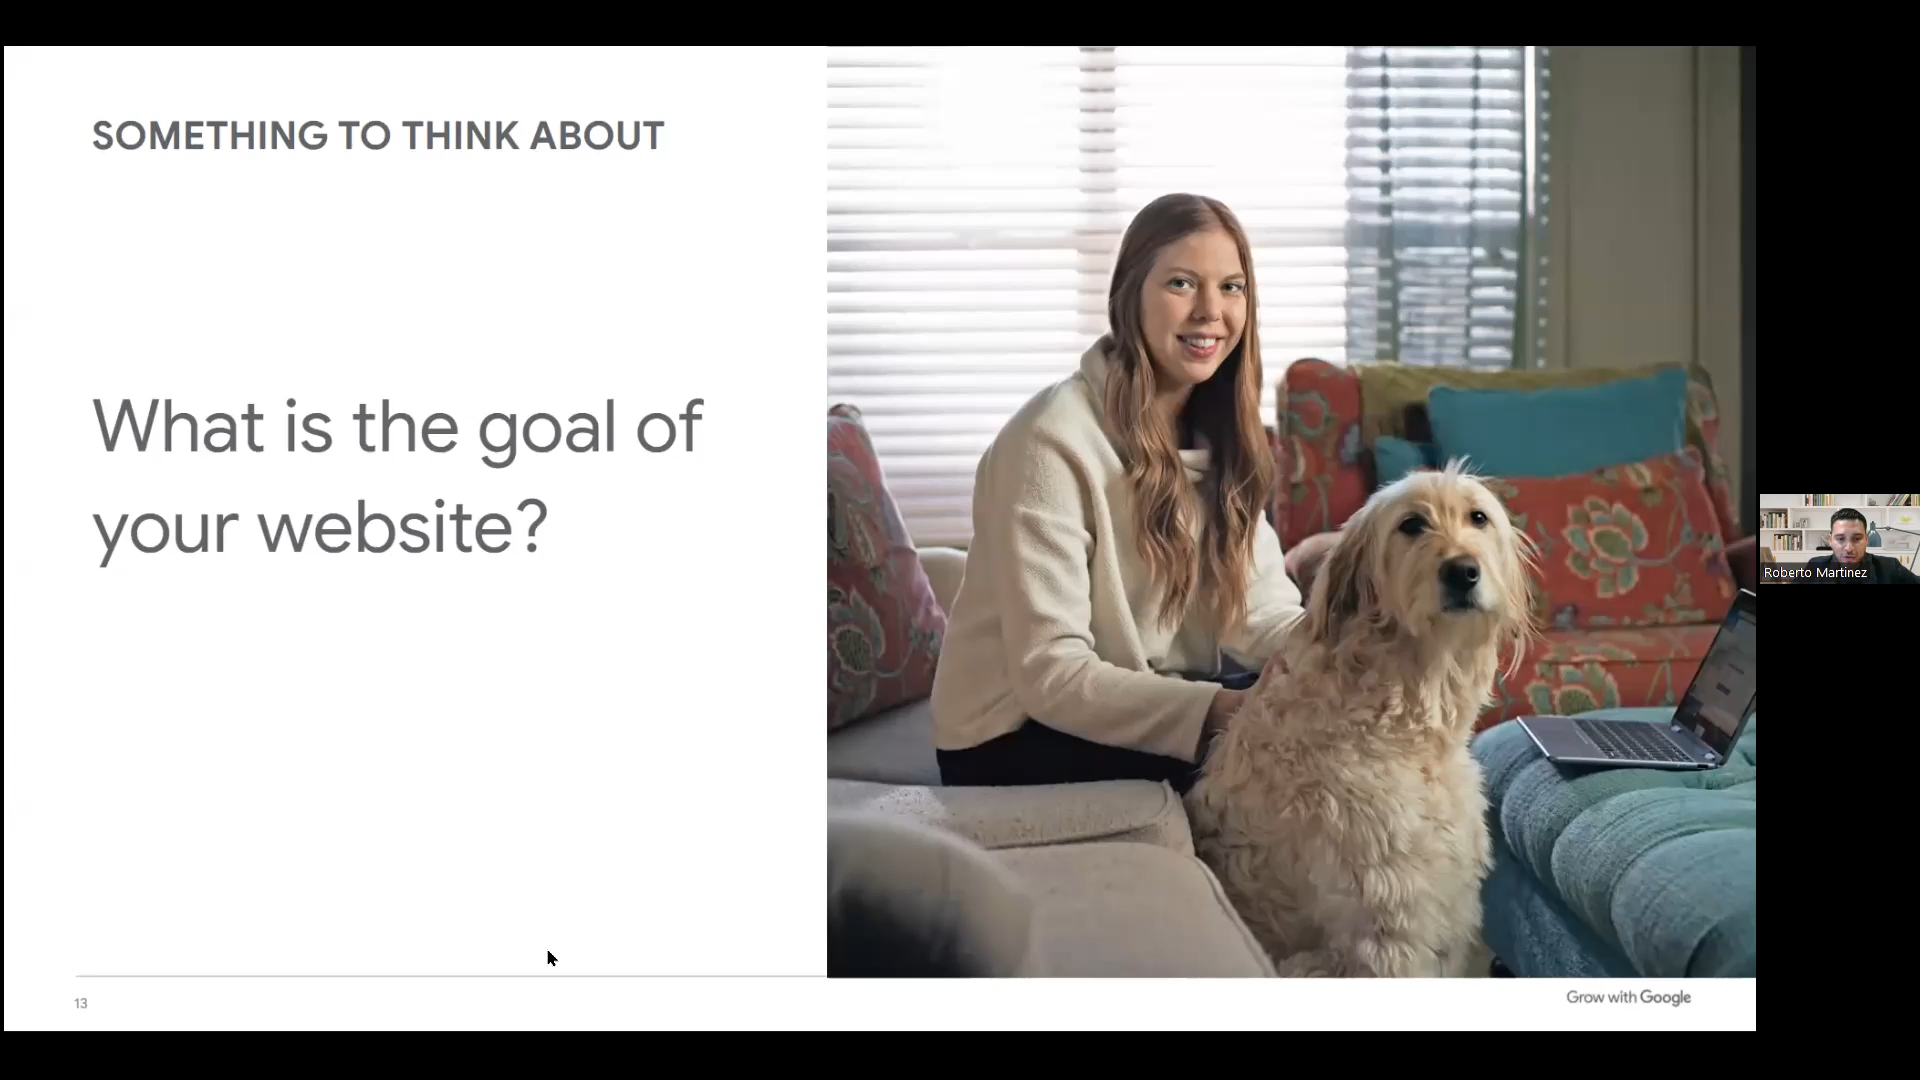 SOMETHING TO THINK ABOUT
What is the goal of
your website?
Roberto Martinez
13
Grow with Google